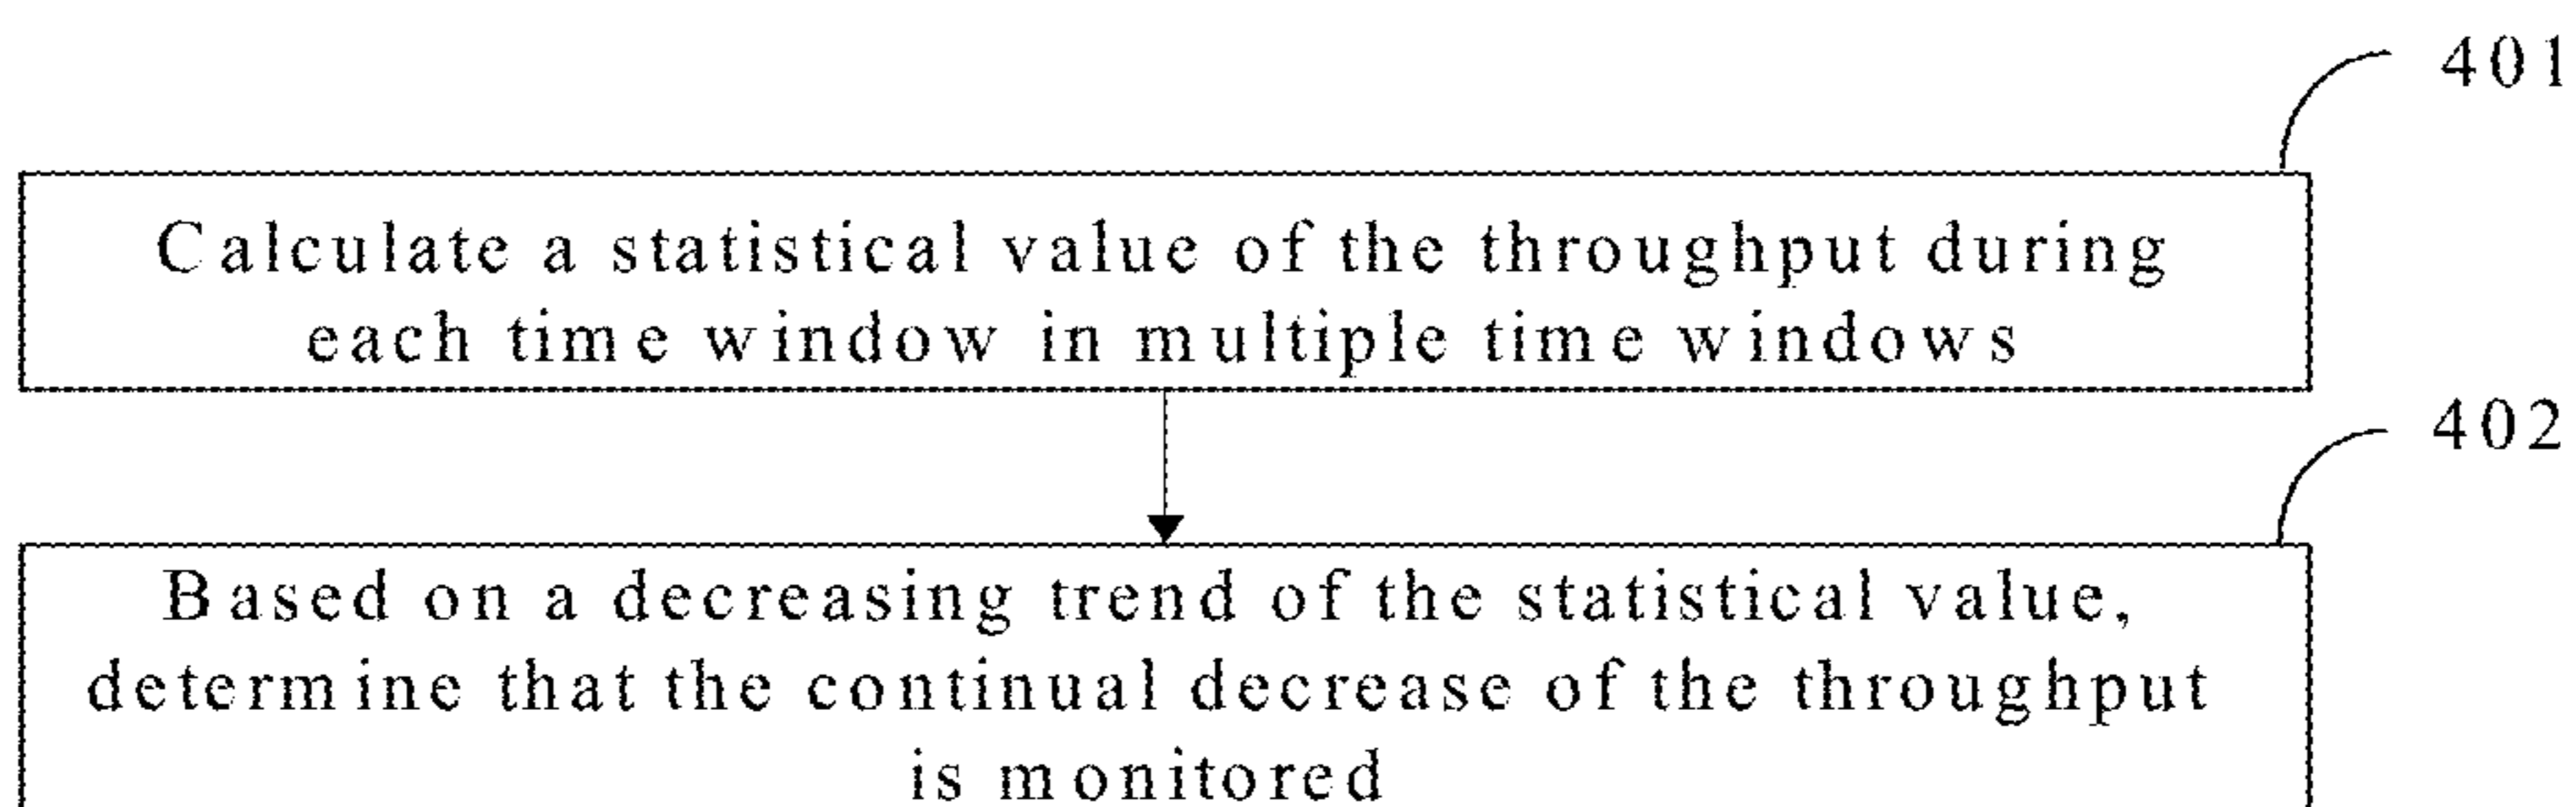 401
Calculate a statistical value of the throughput during
each time window in multiple time windows
402
Based on a decreasing trend of the statistical value,
determine that the continual decrease of the throughput
is monitored